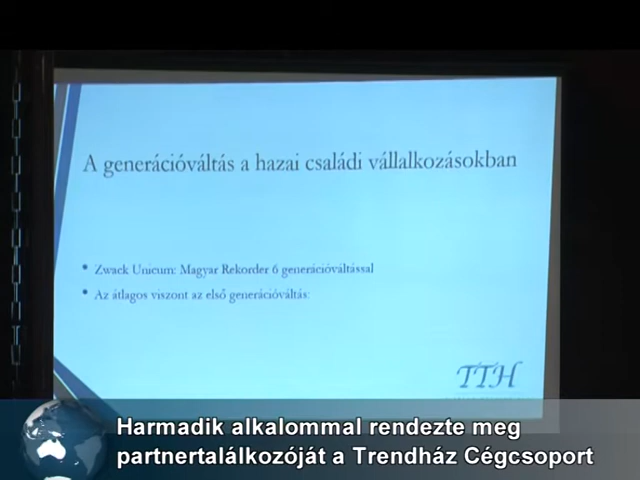 A generációváltás a hazai családi vállalkozásokban
• Zwack Unicum: Magyar Rekorder 6 generációváltással
• Az átlagos viszont az első generációváltás:
TTH
Harmadik alkalommal rendezte meg
partnertalálkozóját a Trendház Cégcsoport